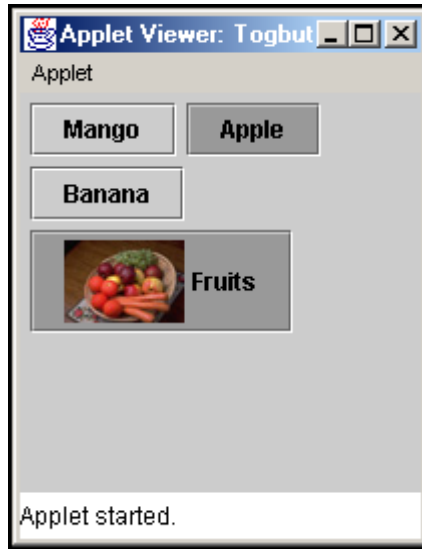 Applet Viewer: Togbut
Applet
Mango Apple
Banana
Fruits
Applet started.